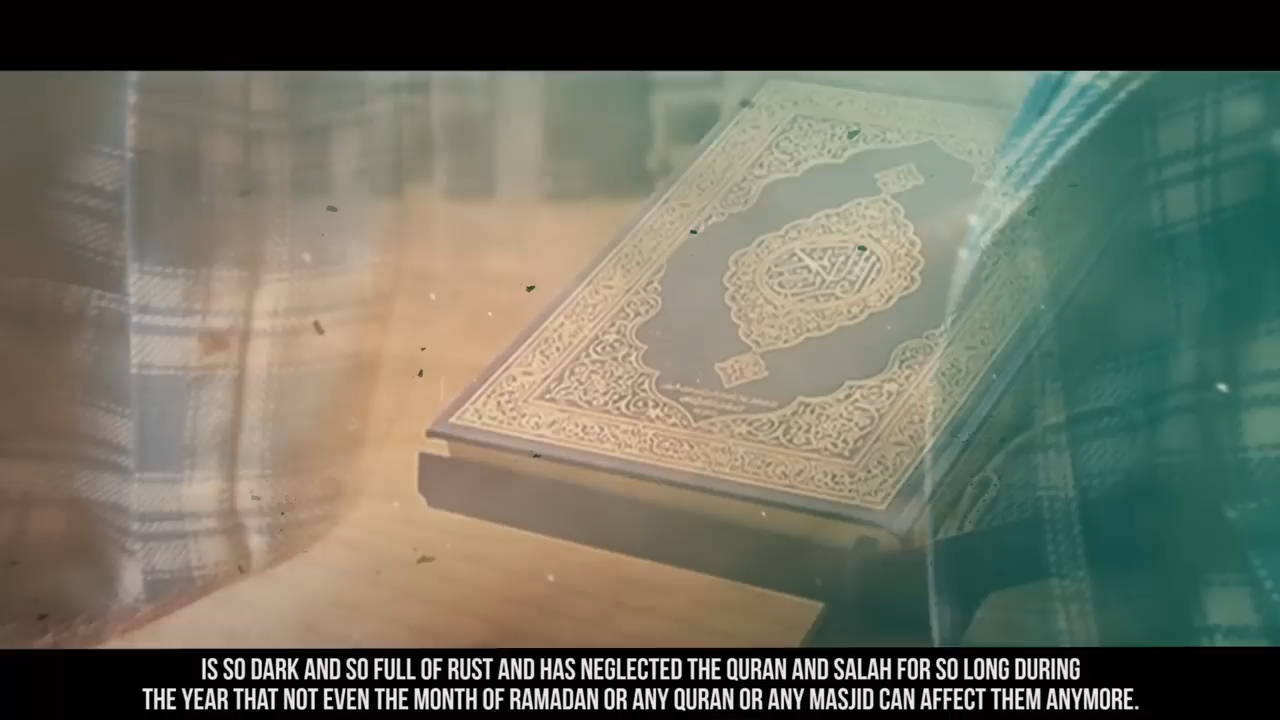 IS SO DARK AND SO FULL OF RUST AND HAS NEGLECTED THE QURAN AND SALAH FOR SO LONG DURING
THE YEAR THAT NOT EVEN THE MONTH OF RAMADAN OR ANY QURAN OR ANY MASJID CAN AFFECT THEM ANYMORE.